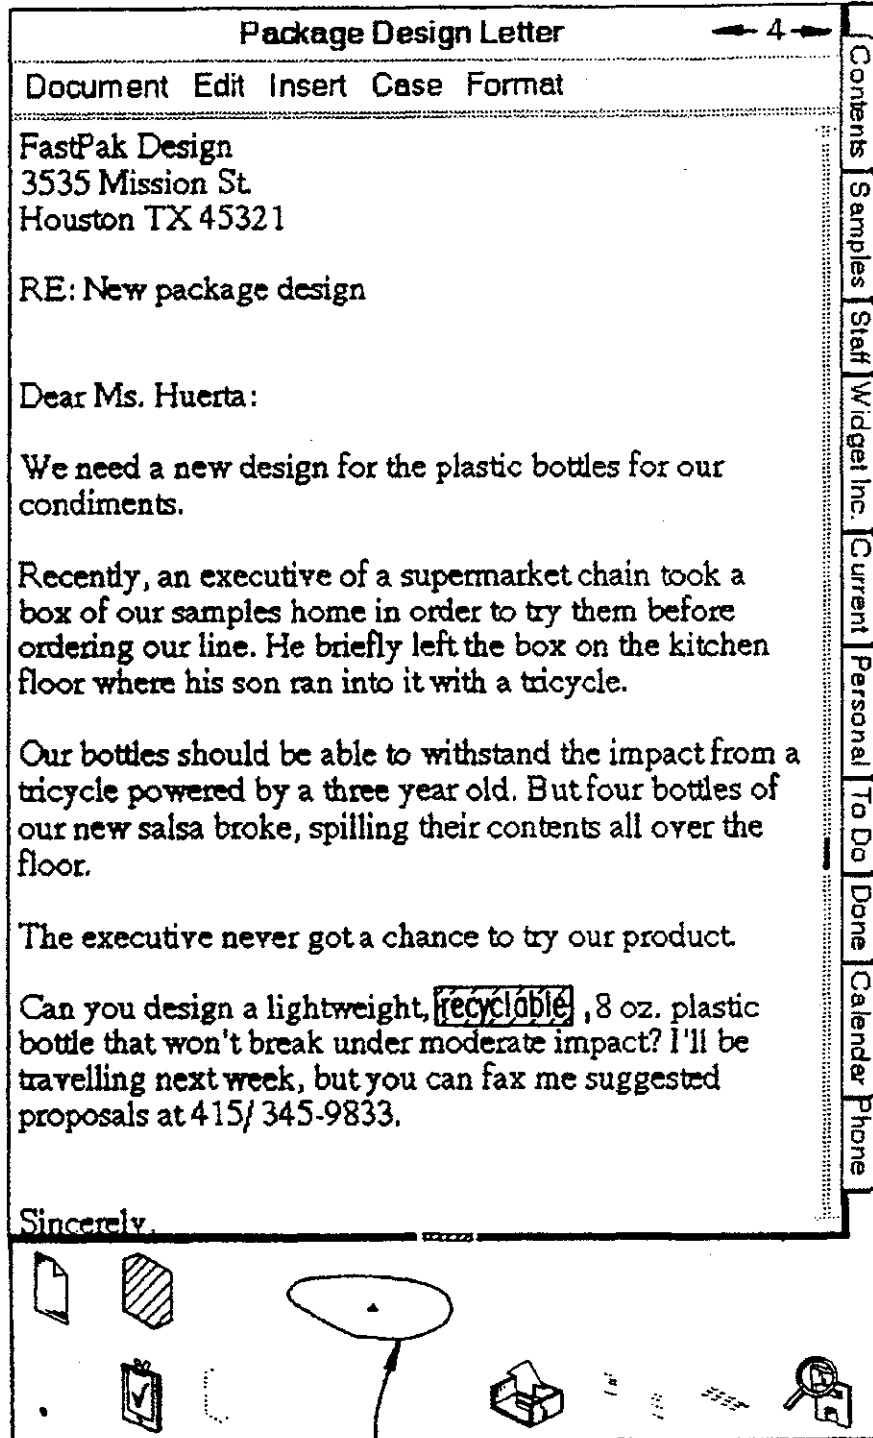 Package Design Letter
4
Document Edit Insert Case Format
FastPak Design
3535 Mission St.
Houston TX 45321
RE: New package design
Dear Ms. Huerta:
We need a new design for the plastic bottles for our
condiments.
Recently, an executive of a supermarket chain took a
box of our samples home in order to try them before
ordering our line. He briefly left the box on the kitchen
floor where his son ran into it with a tricycle.
Our bottles should be able to withstand the impact from a
tricycle powered by a three year old. But four bottles of
our new salsa broke, spilling their contents all over the
floor.
The executive never got a chance to try our product.
Can you design a lightweight, recyclable ,8 oz. plastic
bottle that won't break under moderate impact? I'll be
travelling next week, but you can fax me suggested
proposals at 415/ 345-9833.
Sincerely,
Contents
Samples
Staff
Widget Inc.
Current
Personal
To Do
Done
Calendar
Phone